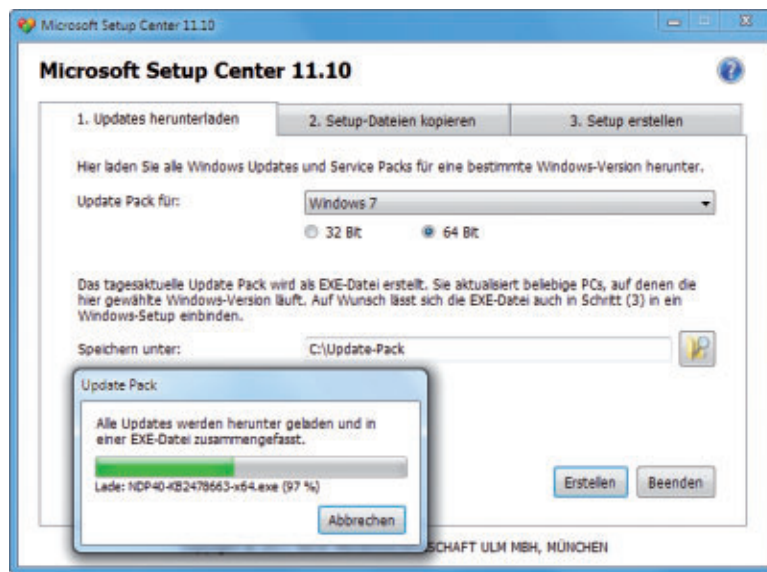 Microsoft Setup Center 11.10
Microsoft Setup Center 11.10
1. Updates herunterladen
2. Setup-Dateien kopieren
3. Setup erstellen
Hier laden Sie alle Windows Updates und Service Packs für eine bestimmte Windows-Version herunter.
Update Pack für:
Windows 7
32 Bit
64 Bit
Das tagesaktuelle Update Pack wird als EXE-Datei erstellt. Sie aktualisiert beliebige PCs, auf denen die
hier gewählte Windows-Version läuft. Auf Wunsch lässt sich die EXE-Datei auch in Schritt (3) in ein
Windows-Setup einbinden.
Speichern unter:
C:\Update-Pack
Update Pack
Alle Updates werden herunter geladen und in
einer EXE-Datei zusammengefasst.
Lade: NDP40-KB2478663-x64.exe (97 %)
Abbrechen
Erstellen
Beenden
SCHAFT ULM MBH, MÜNCHEN